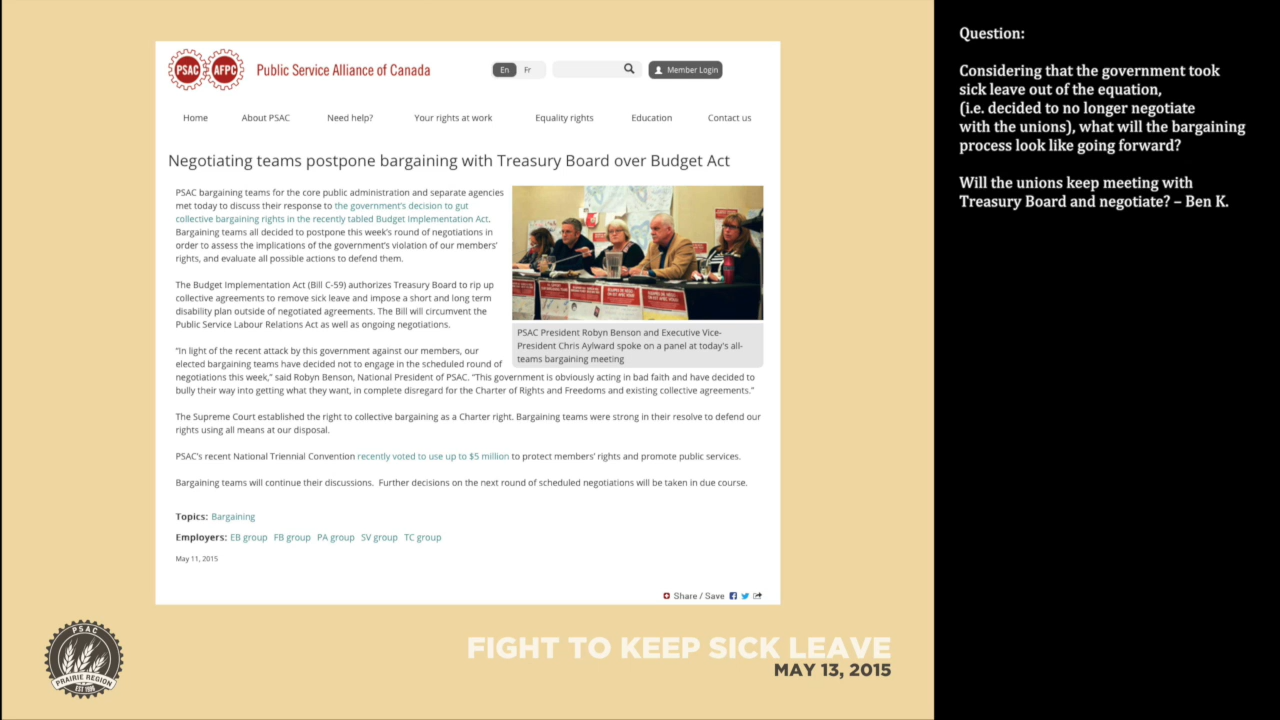 PSAC AFPC Public Service Alliance of Canada En Fr Member Login
Home About PSAC Need help? Your rights at work Equality rights Education Contact us
Negotiating teams postpone bargaining with Treasury Board over Budget Act
PSAC bargaining teams for the core public administration and separate agencies
met today to discuss their response to the government's decision to gut
collective bargaining rights in the recently tabled Budget Implementation Act.
Bargaining teams all decided to postpone this week's round of negotiations in
order to assess the implications of the government's violation of our members'
rights, and evaluate all possible actions to defend them.
The Budget Implementation Act (Bill C-59) authorizes Treasury Board to rip up
collective agreements to remove sick leave and impose a short and long term
disability plan outside of negotiated agreements. The Bill will circumvent the
Public Service Labour Relations Act as well as ongoing negotiations.
PSAC President Robyn Benson and Executive Vice-
President Chris Aylward spoke on a panel at today's all-
teams bargaining meeting
"In light of the recent attack by this government against our members, our
elected bargaining teams have decided not to engage in the scheduled round of
negotiations this week," said Robyn Benson, National President of PSAC. "This government is obviously acting in bad faith and have decided to
bully their way into getting what they want, in complete disregard for the Charter of Rights and Freedoms and existing collective agreements."
The Supreme Court established the right to collective bargaining as a Charter right. Bargaining teams were strong in their resolve to defend our
rights using all means at our disposal.
PSAC's recent National Triennial Convention recently voted to use up to $5 million to protect members' rights and promote public services.
Bargaining teams will continue their discussions. Further decisions on the next round of scheduled negotiations will be taken in due course.
Topics: Bargaining
Employers: EB group FB group PA group SV group TC group
May 11, 2015
Share / Save
PSAC
PRAIRIE REGION
FIGHT TO KEEP SICK LEAVE
MAY 13, 2015
Question:
Considering that the government took
sick leave out of the equation,
(i.e. decided to no longer negotiate
with the unions), what will the bargaining
process look like going forward?
Will the unions keep meeting with
Treasury Board and negotiate? – Ben K.